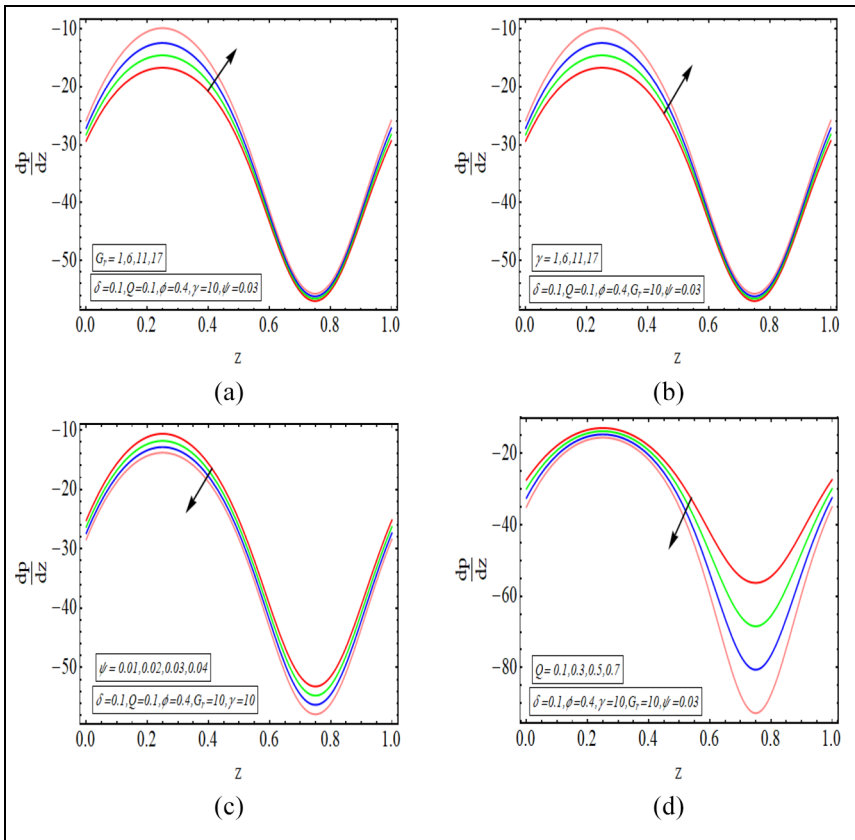 −10
−20
−30
−40
−50
dp
dz
G_r = 1,6,11,17
δ=0.1,Q=0.1,ϕ=0.4,γ=10,ψ=0.03
0.0 0.2 0.4 0.6 0.8 1.0
z
(a)
−10
−20
−30
−40
−50
dp
dz
γ = 1,6,11,17
δ=0.1,Q=0.1,ϕ=0.4,G_r=10,ψ=0.03
0.0 0.2 0.4 0.6 0.8 1.0
z
(b)
−10
−20
−30
−40
−50
dp
dz
ψ = 0.01,0.02,0.03,0.04
δ=0.1,Q=0.1,ϕ=0.4,G_r=10,γ=10
0.0 0.2 0.4 0.6 0.8 1.0
z
(c)
−20
−40
−60
−80
dp
dz
Q = 0.1,0.3,0.5,0.7
δ=0.1,ϕ=0.4,γ=10,G_r=10,ψ=0.03
0.0 0.2 0.4 0.6 0.8 1.0
z
(d)